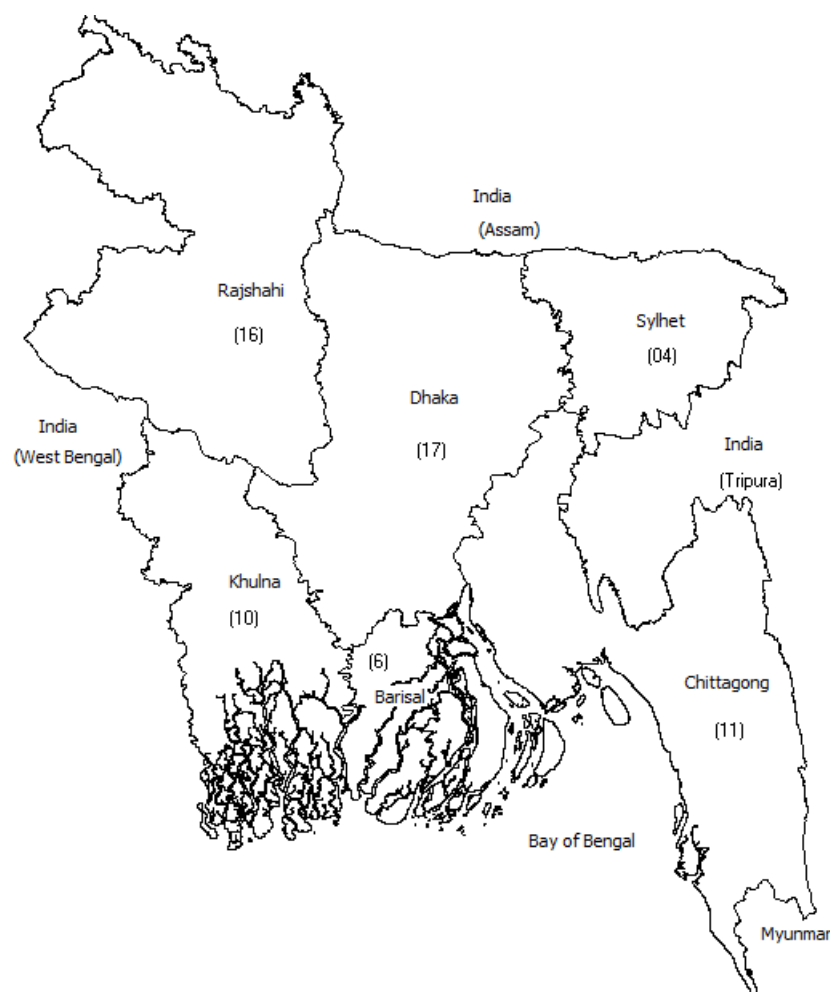 India
(Assam)
Rajshahi
(16)
Sylhet
(04)
Dhaka
(17)
India
(West Bengal)
India
(Tripura)
Khulna
(10)
(6)
Barisal
Chittagong
(11)
Bay of Bengal
Myunmar